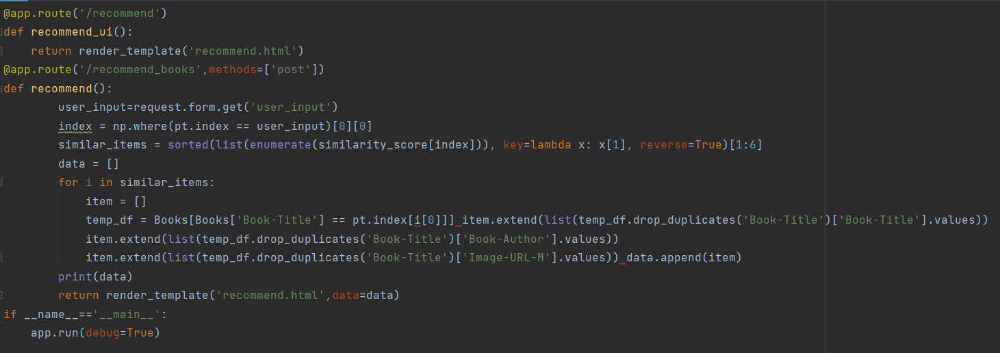 @app.route('/recommend')
def recommend_ui():
    return render_template('recommend.html')
@app.route('/recommend_books',methods=['post'])
def recommend():
        user_input=request.form.get('user_input')
        index = np.where(pt.index == user_input)[0][0]
        similar_items = sorted(list(enumerate(similarity_score[index])), key=lambda x: x[1], reverse=True)[1:6]
        data = []
        for i in similar_items:
            item = []
            temp_df = Books[Books['Book-Title'] == pt.index[i[0]]] item.extend(list(temp_df.drop_duplicates('Book-Title')['Book-Title'].values))
            item.extend(list(temp_df.drop_duplicates('Book-Title')['Book-Author'].values))
            item.extend(list(temp_df.drop_duplicates('Book-Title')['Image-URL-M'].values)) data.append(item)
        print(data)
        return render_template('recommend.html',data=data)
if __name__=='__main__':
    app.run(debug=True)